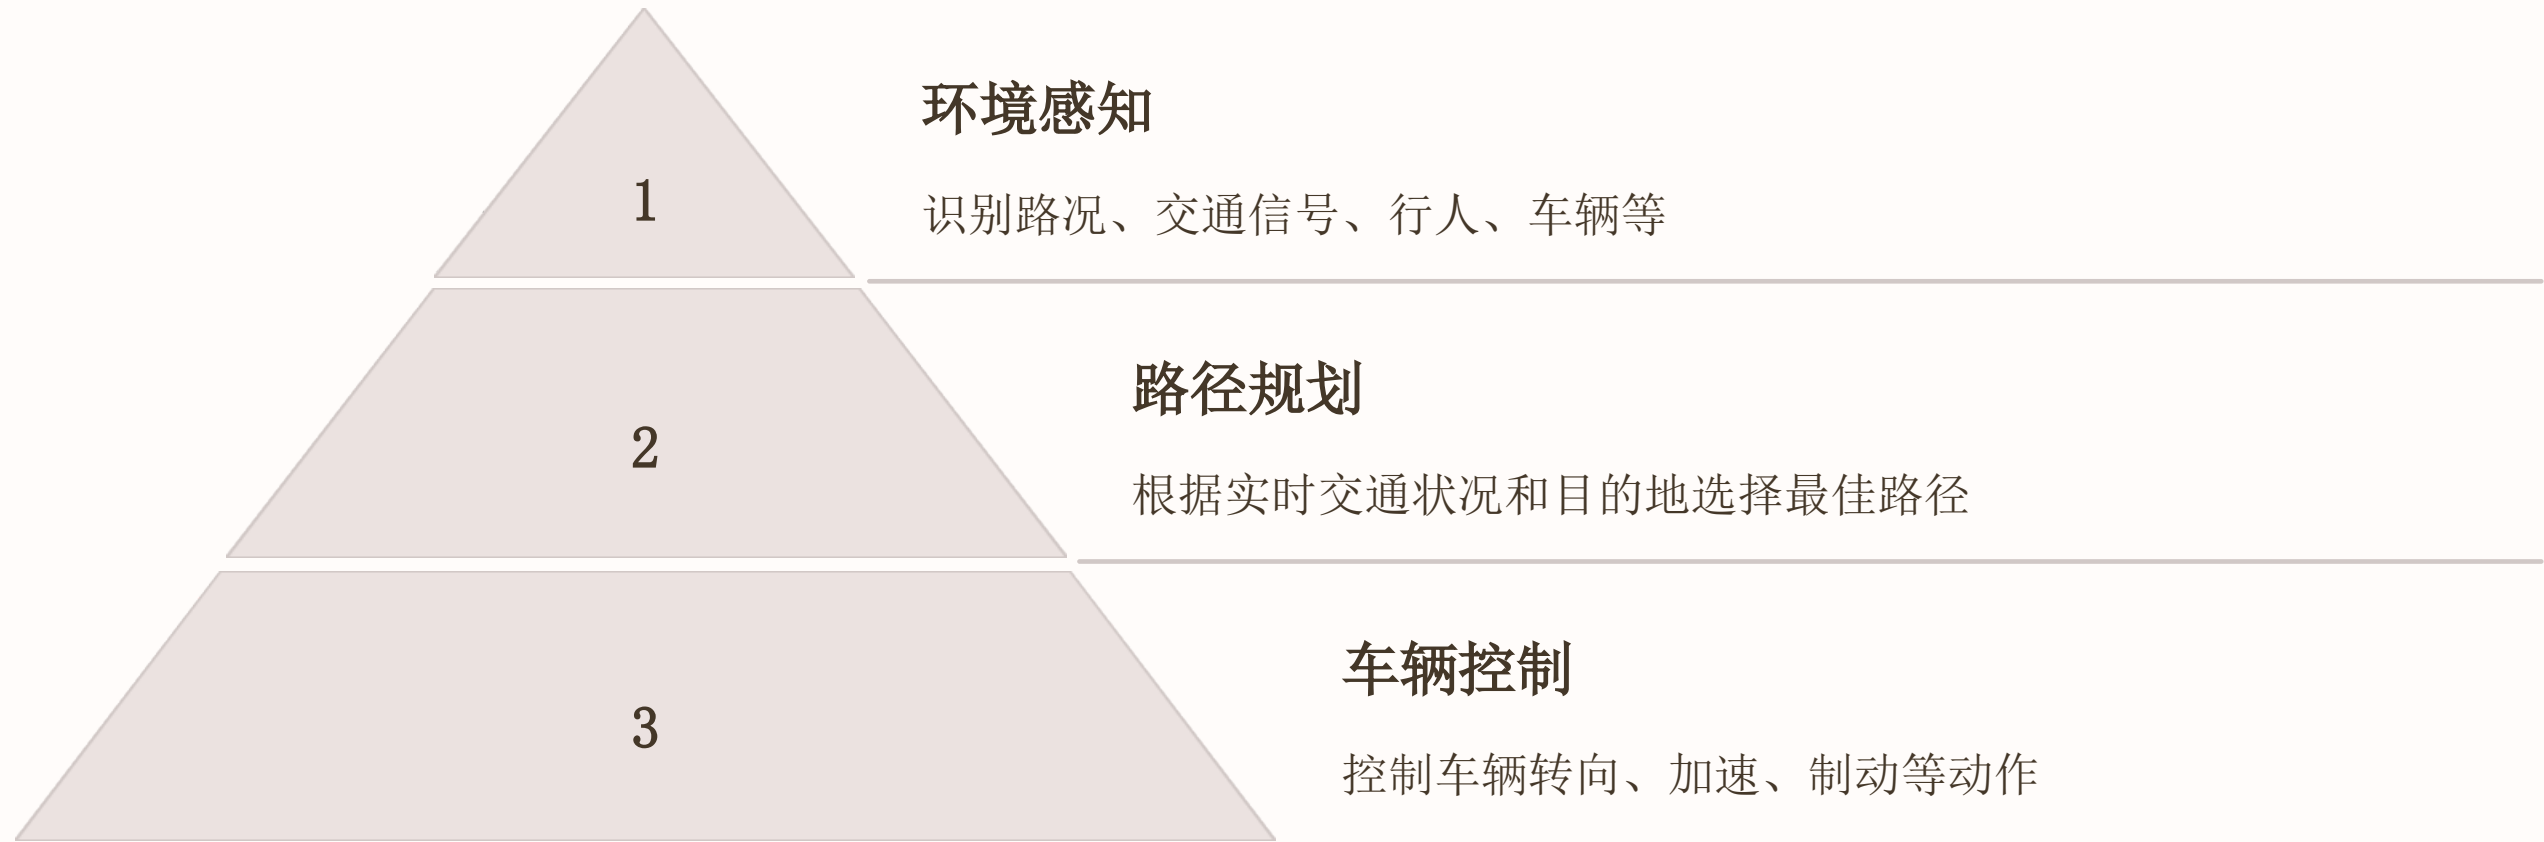 1
环境感知
识别路况、交通信号、行人、车辆等
2
路径规划
根据实时交通状况和目的地选择最佳路径
3
车辆控制
控制车辆转向、加速、制动等动作